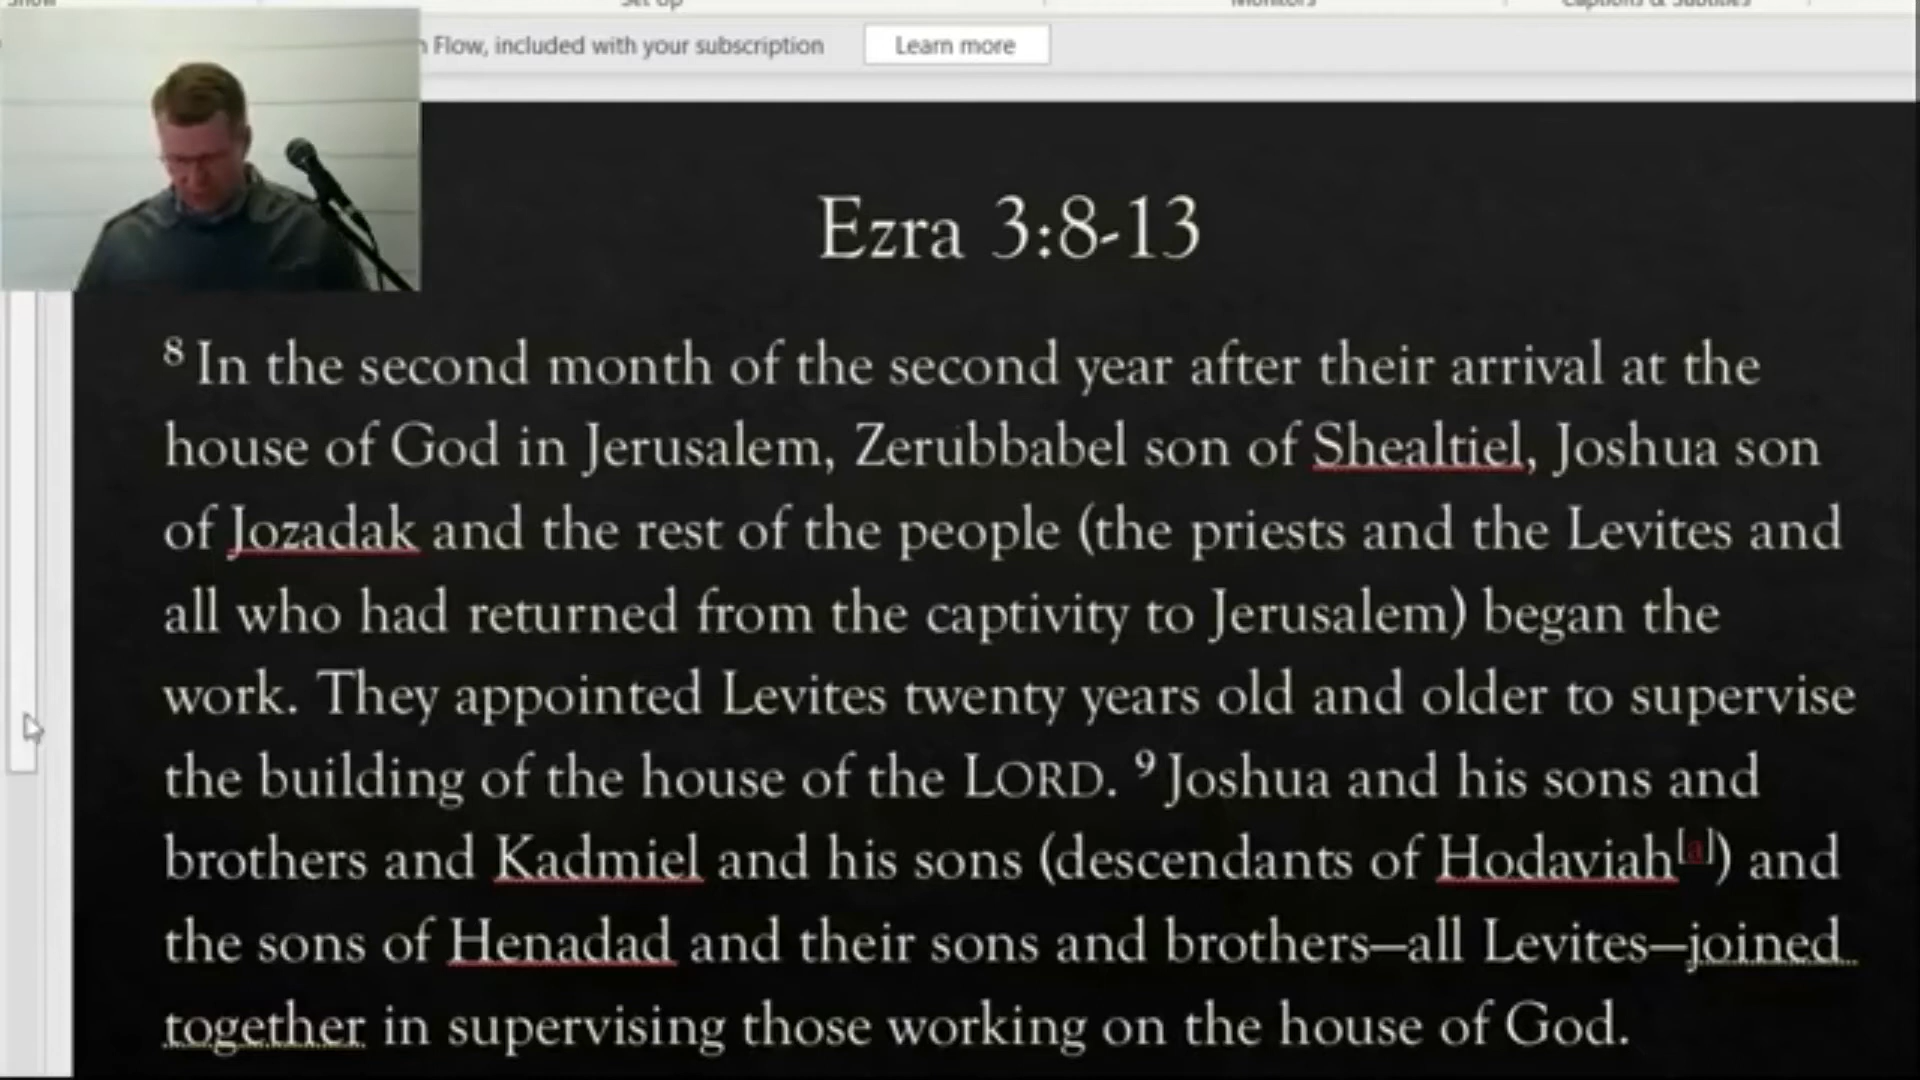 Flow, included with your subscription Learn more
Ezra 3:8-13
8 In the second month of the second year after their arrival at the
house of God in Jerusalem, Zerubbabel son of Shealtiel, Joshua son
of Jozadak and the rest of the people (the priests and the Levites and
all who had returned from the captivity to Jerusalem) began the
work. They appointed Levites twenty years old and older to supervise
the building of the house of the LORD. 9 Joshua and his sons and
brothers and Kadmiel and his sons (descendants of Hodaviah[a]) and
the sons of Henadad and their sons and brothers—all Levites—joined
together in supervising those working on the house of God.